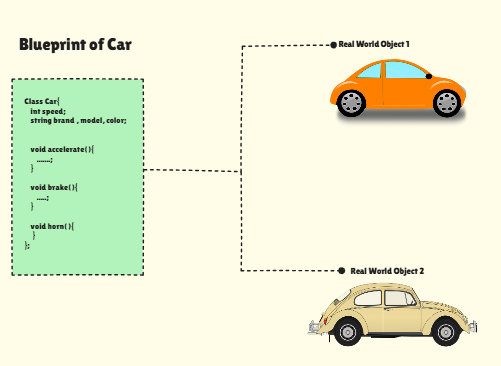 Blueprint of Car
Class Car{
int speed;
string brand , model, color;
void accelerate(){
.......;
}
void brake(){
.....;
}
void horn(){
}
};
Real World Object 1
Real World Object 2